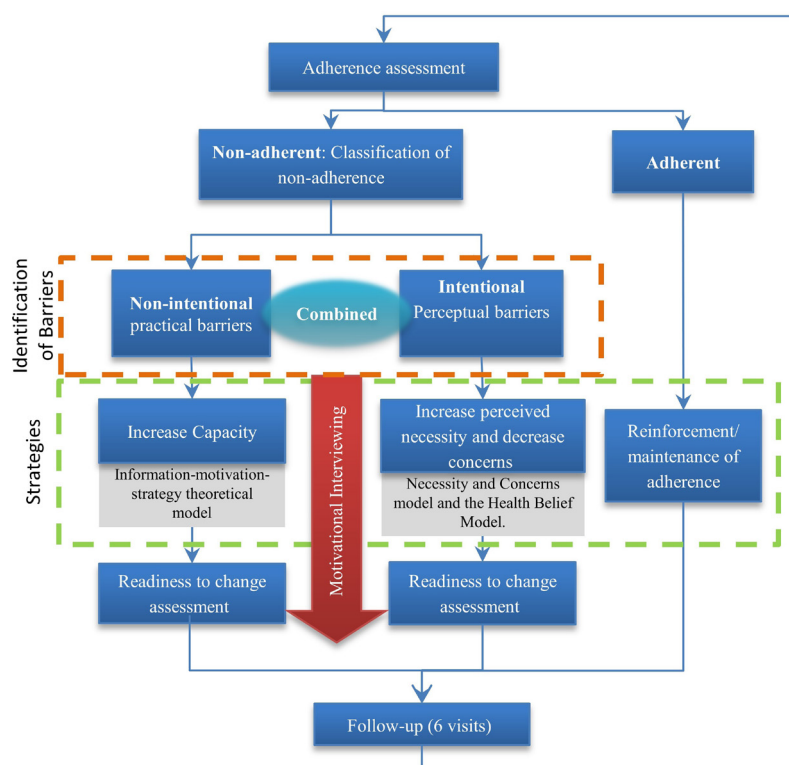 Adherence assessment
Non-adherent: Classification of
non-adherence
Adherent
Identification
of Barriers
Non-intentional
practical barriers
Combined
Intentional
Perceptual barriers
Strategies
Increase Capacity
Information-motivation-
strategy theoretical
model
Motivational Interviewing
Increase perceived
necessity and decrease
concerns
Necessity and Concerns
model and the Health Belief
Model.
Reinforcement/
maintenance of
adherence
Readiness to change
assessment
Readiness to change
assessment
Follow-up (6 visits)